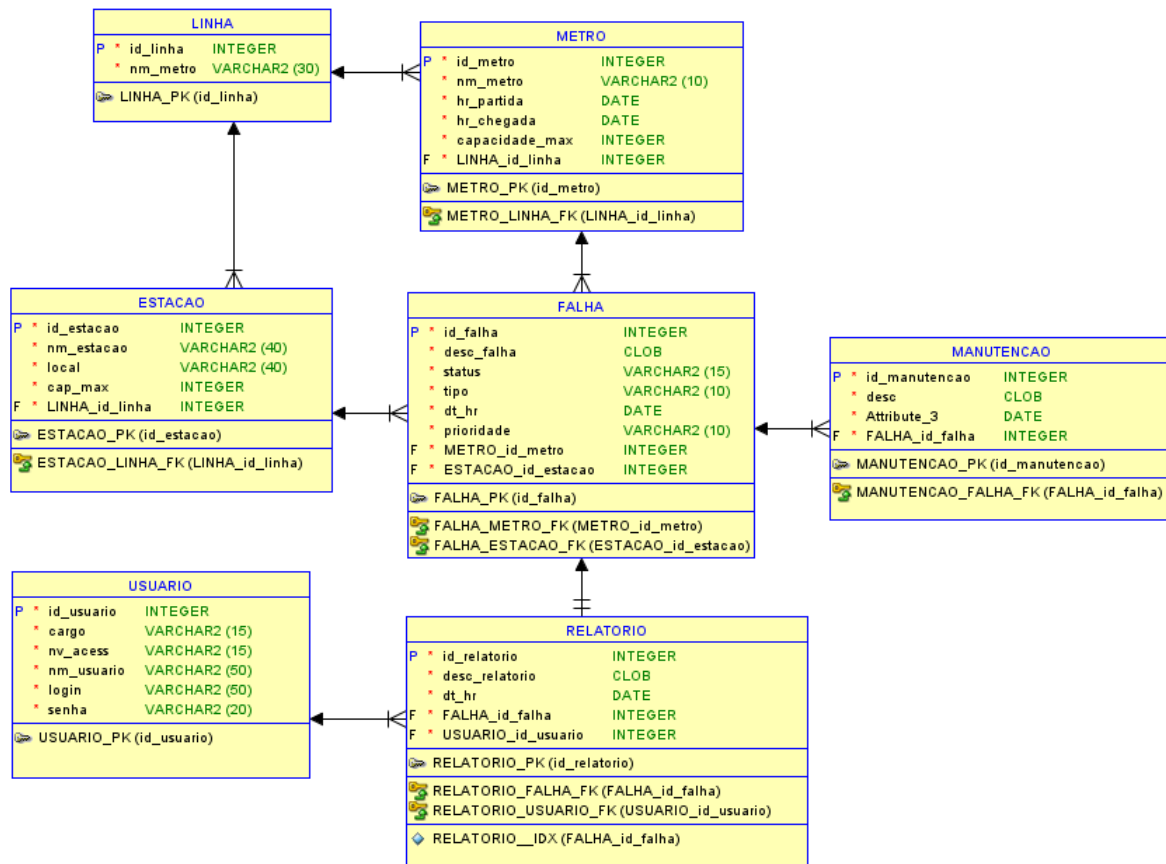 LINHA
P * id_linha INTEGER
* nm_metro VARCHAR2 (30)
LINHA_PK (id_linha)
METRO
P * id_metro INTEGER
* nm_metro VARCHAR2 (10)
* hr_partida DATE
* hr_chegada DATE
* capacidade_max INTEGER
F * LINHA_id_linha INTEGER
METRO_PK (id_metro)
METRO_LINHA_FK (LINHA_id_linha)
ESTACAO
P * id_estacao INTEGER
* nm_estacao VARCHAR2 (40)
* local VARCHAR2 (40)
* cap_max INTEGER
F * LINHA_id_linha INTEGER
ESTACAO_PK (id_estacao)
ESTACAO_LINHA_FK (LINHA_id_linha)
FALHA
P * id_falha INTEGER
* desc_falha CLOB
* status VARCHAR2 (15)
* tipo VARCHAR2 (10)
* dt_hr DATE
* prioridade VARCHAR2 (10)
F * METRO_id_metro INTEGER
F * ESTACAO_id_estacao INTEGER
FALHA_PK (id_falha)
FALHA_METRO_FK (METRO_id_metro)
FALHA_ESTACAO_FK (ESTACAO_id_estacao)
MANUTENCAO
P * id_manutencao INTEGER
* desc CLOB
* Attribute_3 DATE
F * FALHA_id_falha INTEGER
MANUTENCAO_PK (id_manutencao)
MANUTENCAO_FALHA_FK (FALHA_id_falha)
USUARIO
P * id_usuario INTEGER
* cargo VARCHAR2 (15)
* nv_acess VARCHAR2 (15)
* nm_usuario VARCHAR2 (50)
* login VARCHAR2 (50)
* senha VARCHAR2 (20)
USUARIO_PK (id_usuario)
RELATORIO
P * id_relatorio INTEGER
* desc_relatorio CLOB
* dt_hr DATE
F * FALHA_id_falha INTEGER
F * USUARIO_id_usuario INTEGER
RELATORIO_PK (id_relatorio)
RELATORIO_FALHA_FK (FALHA_id_falha)
RELATORIO_USUARIO_FK (USUARIO_id_usuario)
RELATORIO__IDX (FALHA_id_falha)